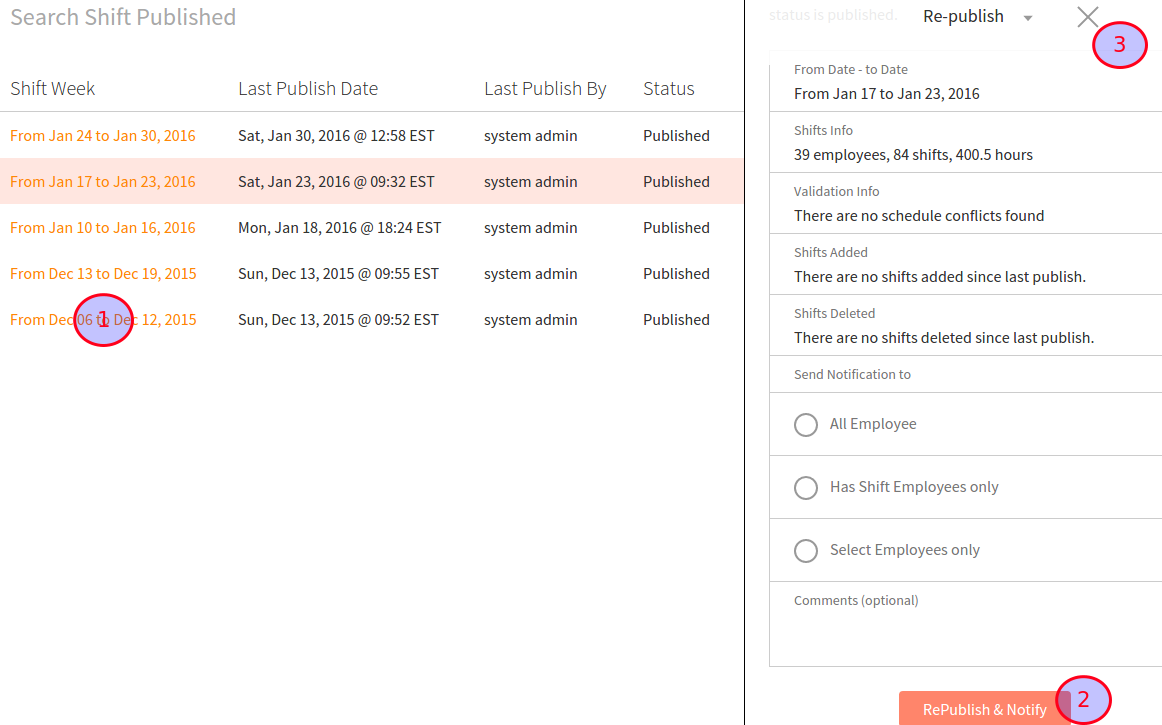 Search Shift Published
Shift Week Last Publish Date Last Publish By Status
From Jan 24 to Jan 30, 2016 Sat, Jan 30, 2016 @ 12:58 EST system admin Published
From Jan 17 to Jan 23, 2016 Sat, Jan 23, 2016 @ 09:32 EST system admin Published
From Jan 10 to Jan 16, 2016 Mon, Jan 18, 2016 @ 18:24 EST system admin Published
From Dec 13 to Dec 19, 2015 Sun, Dec 13, 2015 @ 09:55 EST system admin Published
From Dec 06 to Dec 12, 2015 Sun, Dec 13, 2015 @ 09:52 EST system admin Published
1
status is published. Re-publish
3
From Date - to Date
From Jan 17 to Jan 23, 2016
Shifts Info
39 employees, 84 shifts, 400.5 hours
Validation Info
There are no schedule conflicts found
Shifts Added
There are no shifts added since last publish.
Shifts Deleted
There are no shifts deleted since last publish.
Send Notification to
All Employee
Has Shift Employees only
Select Employees only
Comments (optional)
RePublish & Notify
2